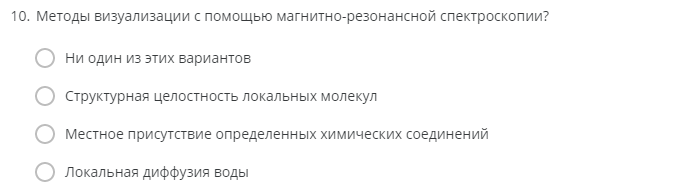 10. Методы визуализации с помощью магнитно-резонансной спектроскопии?
Ни один из этих вариантов
Структурная целостность локальных молекул
Местное присутствие определенных химических соединений
Локальная диффузия воды